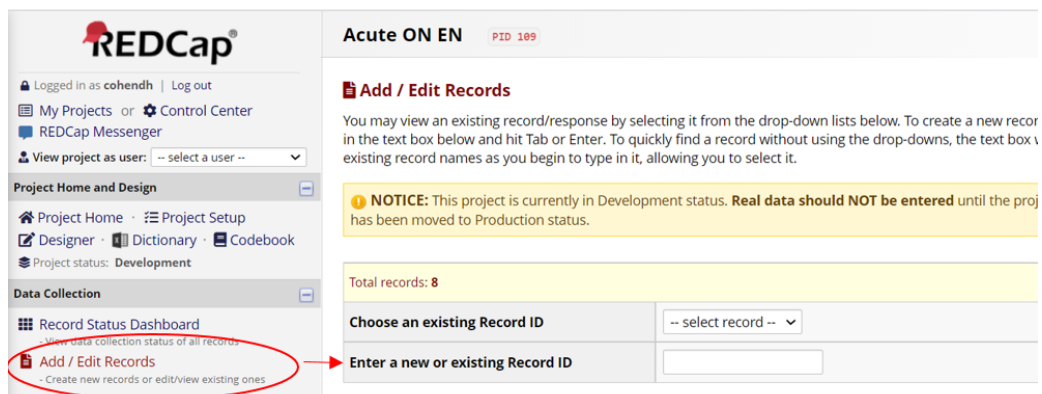 REDCap®
Logged in as cohendh | Log out
My Projects or Control Center
REDCap Messenger
View project as user: -- select a user --
Project Home and Design
Project Home · Project Setup
Designer · Dictionary · Codebook
Project status: Development
Data Collection
Record Status Dashboard
- View data collection status of all records
Add / Edit Records
- Create new records or edit/view existing ones
Acute ON EN PID 109
Add / Edit Records
You may view an existing record/response by selecting it from the drop-down lists below. To create a new recor
in the text box below and hit Tab or Enter. To quickly find a record without using the drop-downs, the text box
existing record names as you begin to type in it, allowing you to select it.
NOTICE: This project is currently in Development status. Real data should NOT be entered until the proj
has been moved to Production status.
Total records: 8
Choose an existing Record ID
-- select record --
Enter a new or existing Record ID